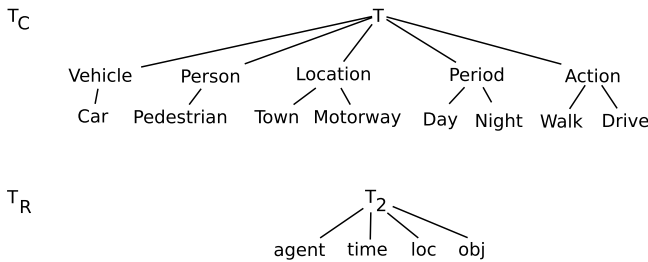 T_C T
Vehicle Person Location Period Action
Car Pedestrian Town Motorway Day Night Walk Drive
T_R T_2
agent time loc obj